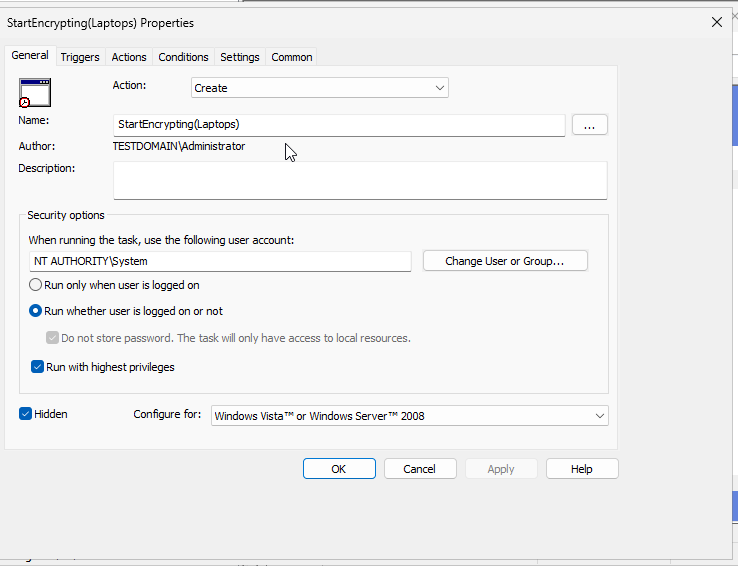 StartEncrypting(Laptops) Properties
General Triggers Actions Conditions Settings Common
Action: Create
Name: StartEncrypting(Laptops) ...
Author: TESTDOMAIN\Administrator
Description:
Security options
When running the task, use the following user account:
NT AUTHORITY\System Change User or Group...
Run only when user is logged on
Run whether user is logged on or not
Do not store password. The task will only have access to local resources.
Run with highest privileges
Hidden Configure for: Windows Vista™ or Windows Server™ 2008
OK Cancel Apply Help